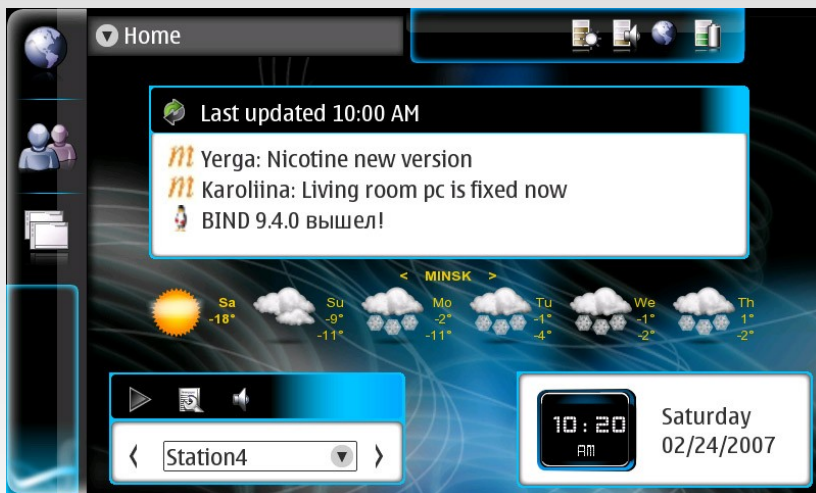 Home
Last updated 10:00 AM
m Yerga: Nicotine new version
m Karoliina: Living room pc is fixed now
BIND 9.4.0 вышел!
< MINSK >
Sa
-18°
Su
-9°
-11°
Mo
-2°
-11°
Tu
-1°
-4°
We
-1°
-2°
Th
1°
-2°
Station4
10:20
AM
Saturday
02/24/2007